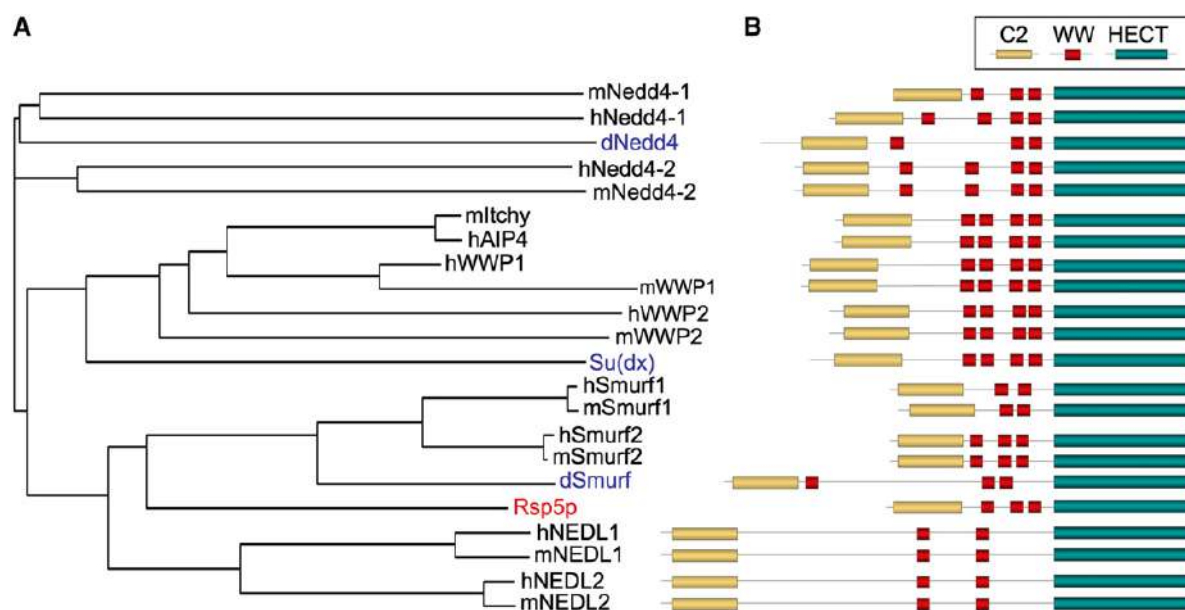 A
B
C2 WW HECT
mNedd4-1
hNedd4-1
dNedd4
hNedd4-2
mNedd4-2
mItchy
hAIP4
hWWP1
mWWP1
hWWP2
mWWP2
Su(dx)
hSmurf1
mSmurf1
hSmurf2
mSmurf2
dSmurf
Rsp5p
hNEDL1
mNEDL1
hNEDL2
mNEDL2